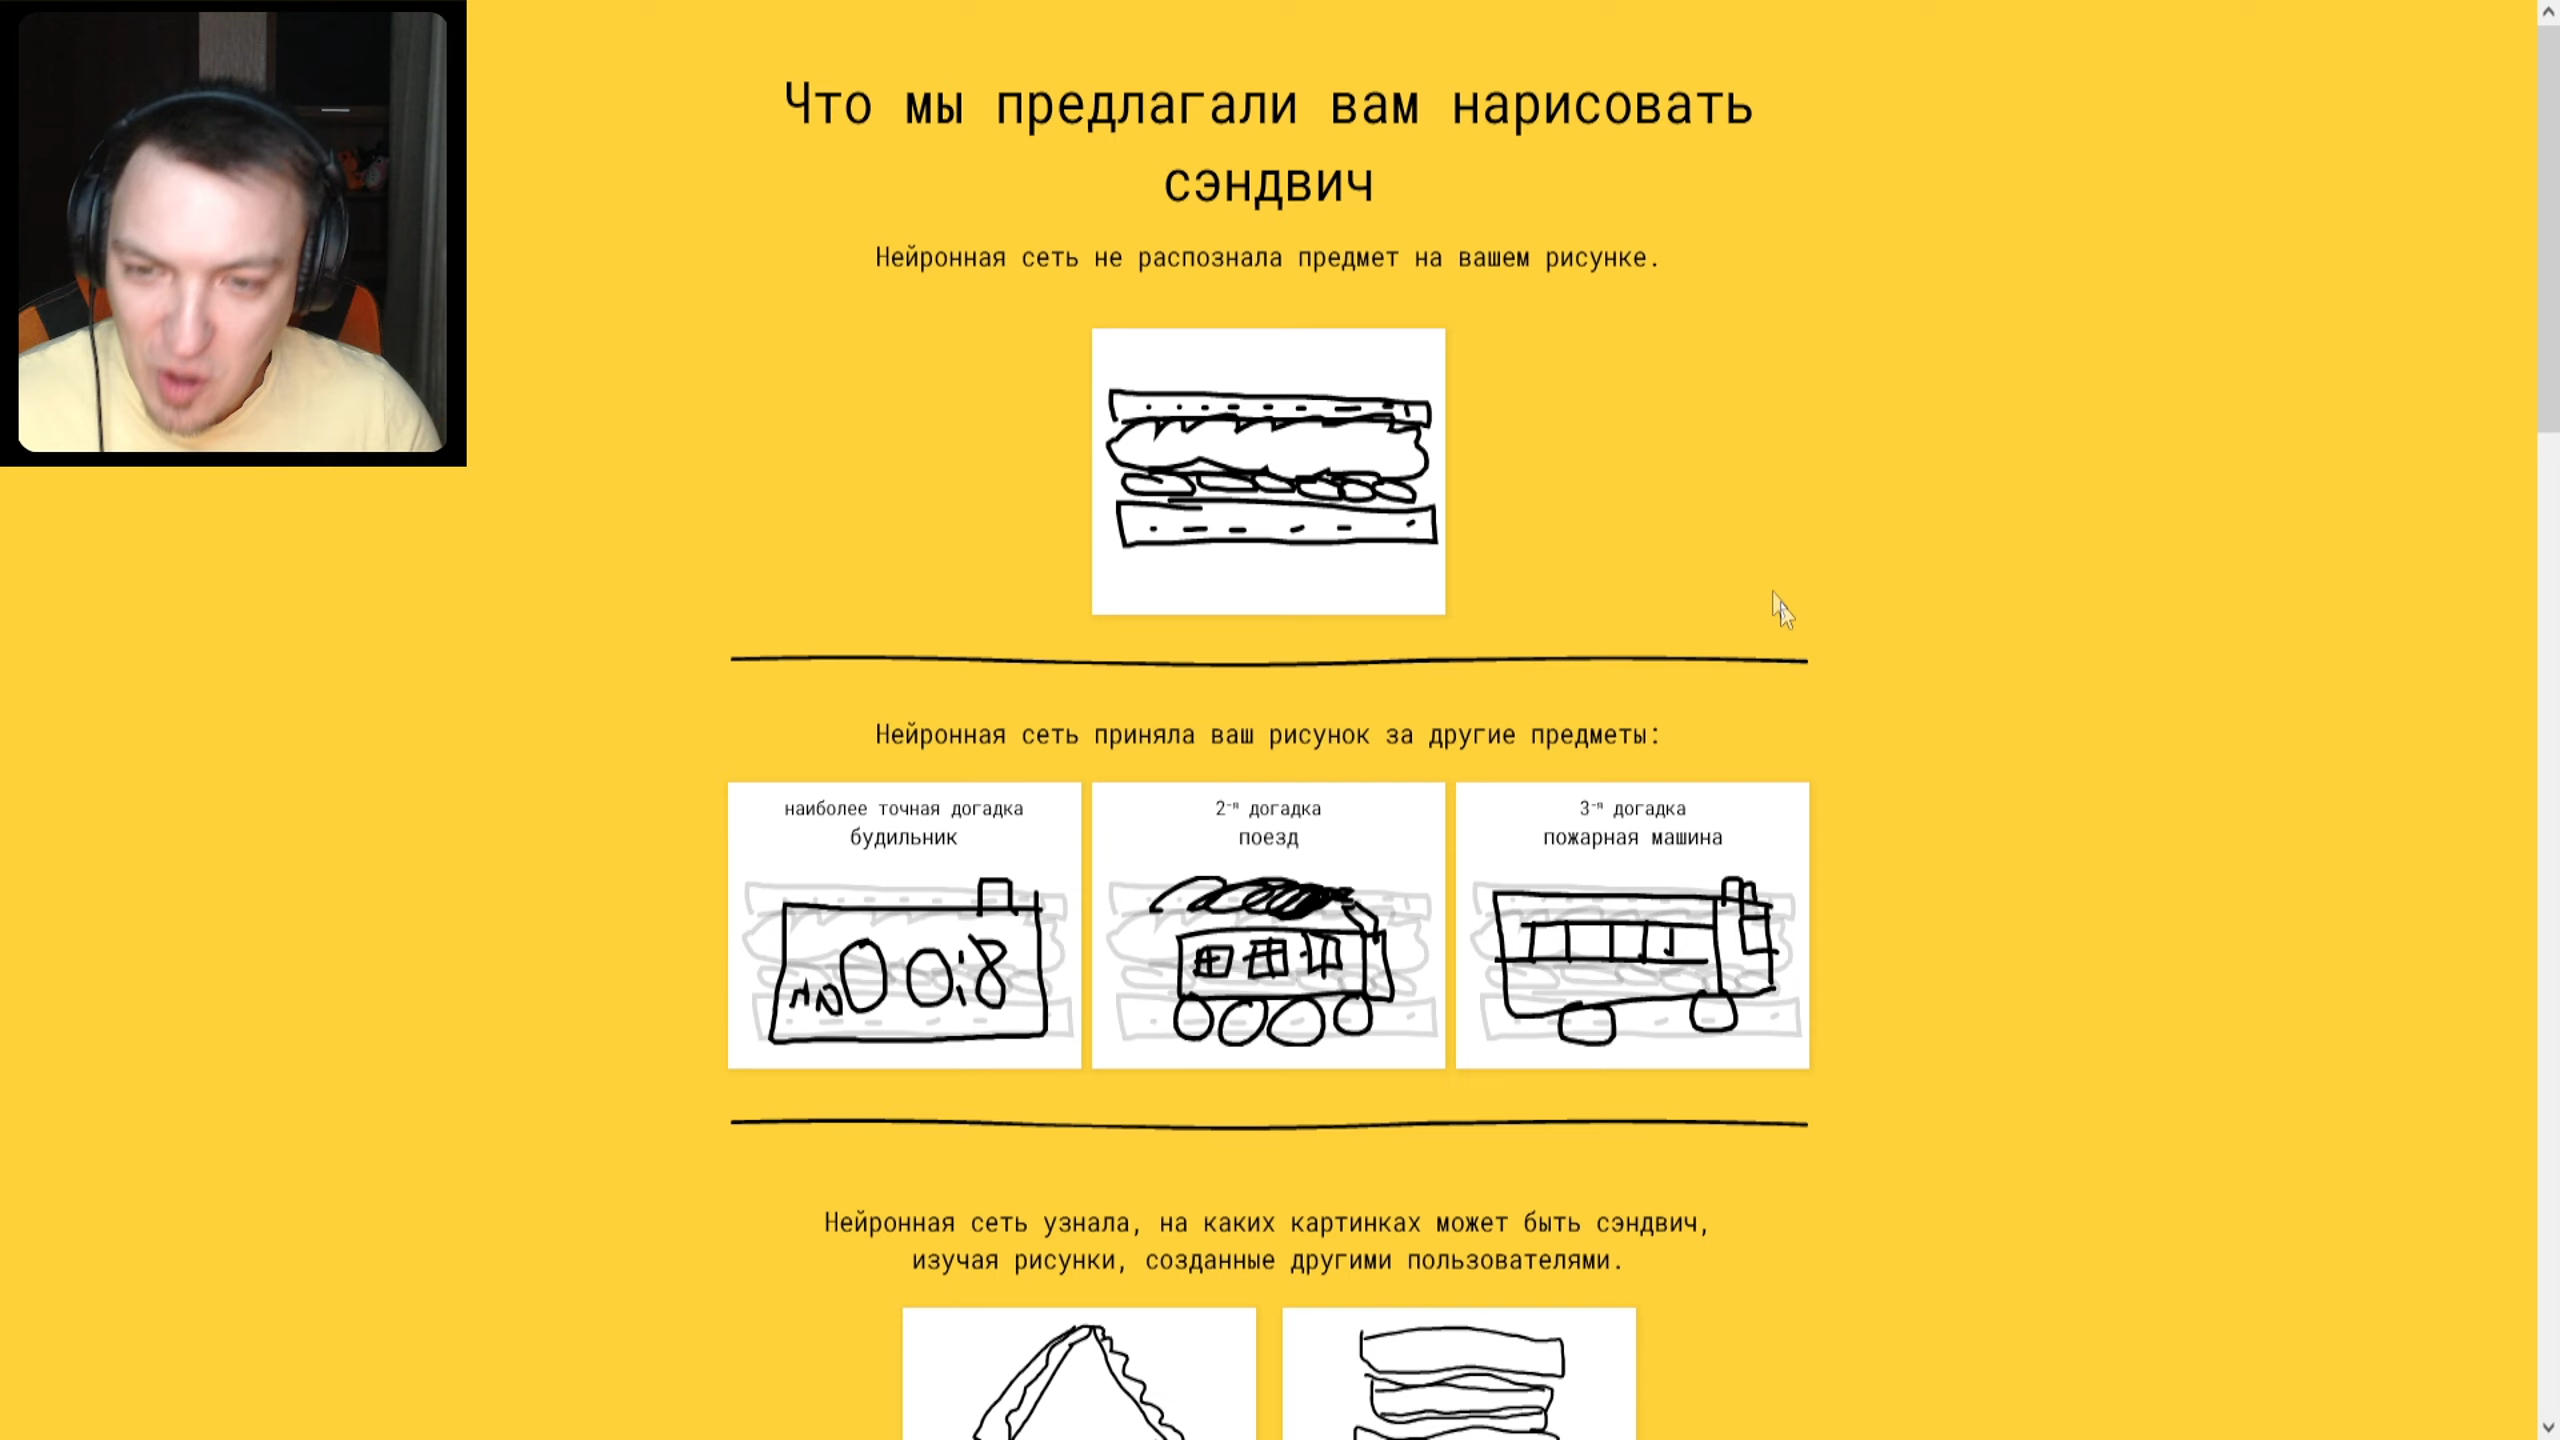 Что мы предлагали вам нарисовать
сэндвич
Нейронная сеть не распознала предмет на вашем рисунке.
Нейронная сеть приняла ваш рисунок за другие предметы:
наиболее точная догадка
будильник
2-я догадка
поезд
3-я догадка
пожарная машина
00:8
Нейронная сеть узнала, на каких картинках может быть сэндвич,
изучая рисунки, созданные другими пользователями.